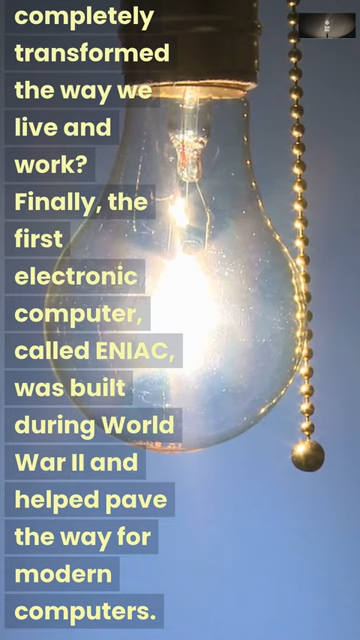 completely
transformed
the way we
live and
work?
Finally, the
first
electronic
computer,
called ENIAC,
was built
during World
War II and
helped pave
the way for
modern
computers.